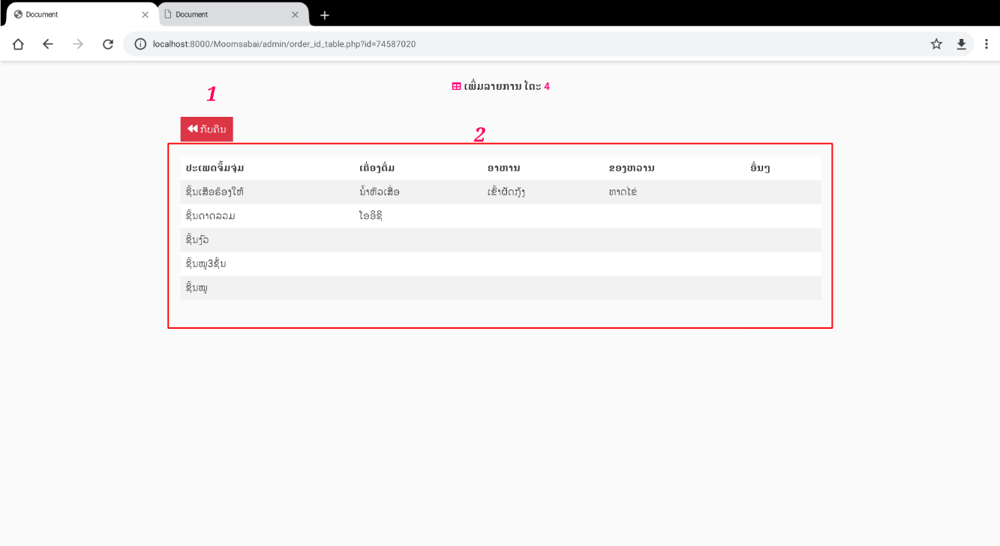 Document
Document
localhost:8000/Moomsabai/admin/order_id_table.php?id=74587020
ເພີ່ມລາຍການ ໂຕະ 4
1
ກັບຄືນ
2
ປະເພດຈິ້ມຈຸ່ມ ເຄື່ອງດື່ມ ອາຫານ ຂອງຫວານ ອື່ນໆ
ຊີ້ນເສືອຮ້ອງໃຫ້ ນ້ຳຫົວເສືອ ເຂົ້າຜັດກຸ້ງ ທາດໄຂ່
ຊີ້ນດາດລວມ ໂອອິຊິ
ຊີ້ນງົວ
ຊີ້ນໝູ3ຊັ້ນ
ຊີ້ນໝູ